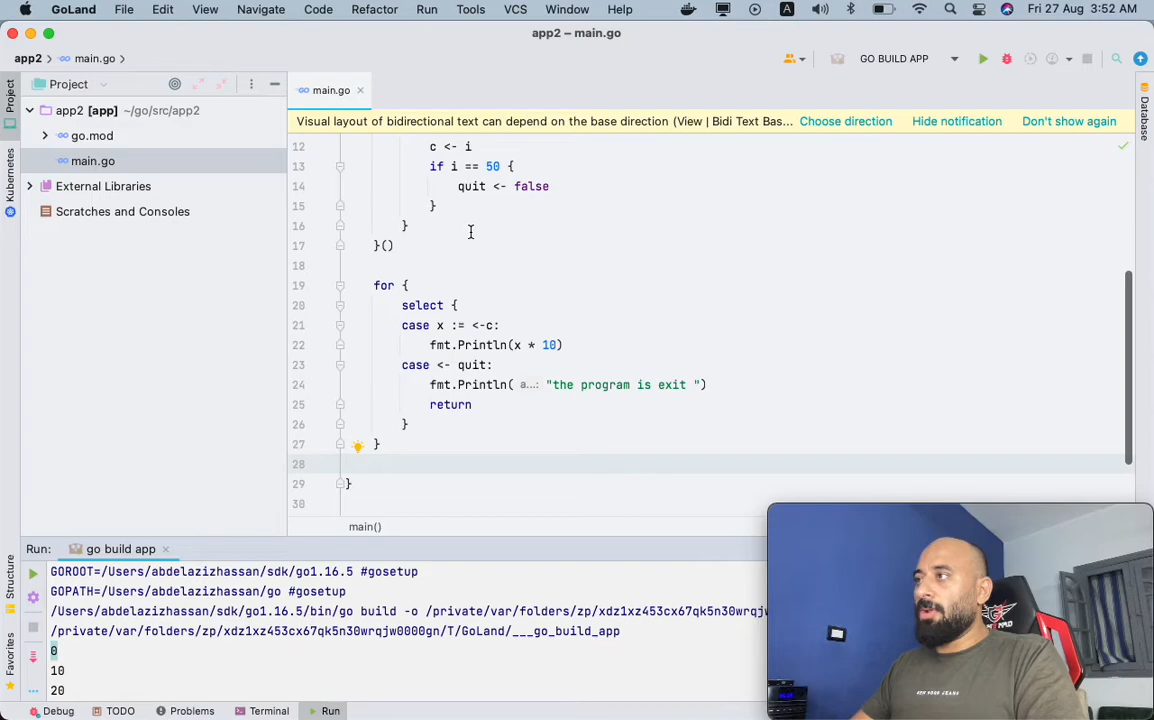 GoLand File Edit View Navigate Code Refactor Run Tools VCS Window Help A Fri 27 Aug 3:52 AM
app2 – main.go
app2 main.go GO BUILD APP
Project
main.go
Visual layout of bidirectional text can depend on the base direction (View | Bidi Text Bas... Choose direction Hide notification Don't show again
Project
Kubernetes
Structure
Favorites
Database
app2 [app] ~/go/src/app2
go.mod
main.go
External Libraries
Scratches and Consoles
12 c <- i
13 if i == 50 {
14 quit <- false
15 }
16 }
17 }()
18
19 for {
20 select {
21 case x := <-c:
22 fmt.Println(x * 10)
23 case <- quit:
24 fmt.Println( a...: "the program is exit ")
25 return
26 }
27 }
28
29 }
30
main()
Run: go build app
GOROOT=/Users/abdelazizhassan/sdk/go1.16.5 #gosetup
GOPATH=/Users/abdelazizhassan/go #gosetup
/Users/abdelazizhassan/sdk/go1.16.5/bin/go build -o /private/var/folders/zp/xdz1xz453cx67qk5n30wrqjw
/private/var/folders/zp/xdz1xz453cx67qk5n30wrqjw0000gn/T/GoLand/___go_build_app
0
10
20
Debug TODO Problems Terminal Run